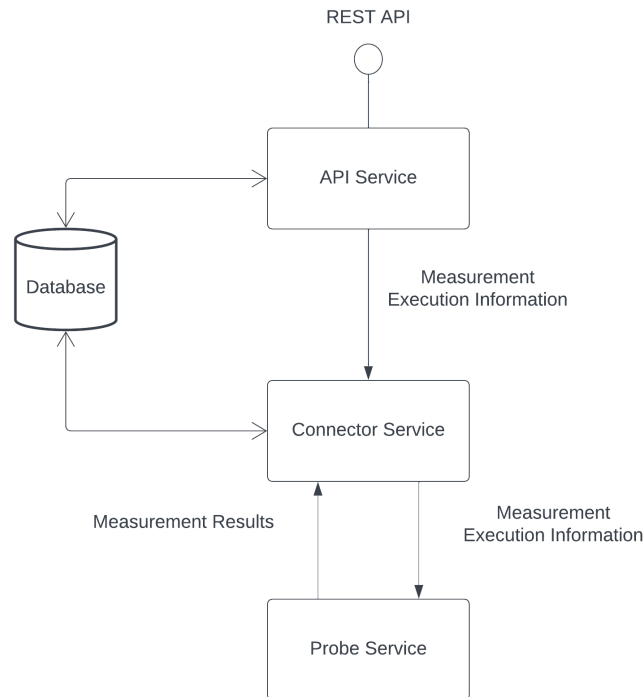 REST API
API Service
Measurement
Execution Information
Database
Connector Service
Measurement Results
Measurement
Execution Information
Probe Service